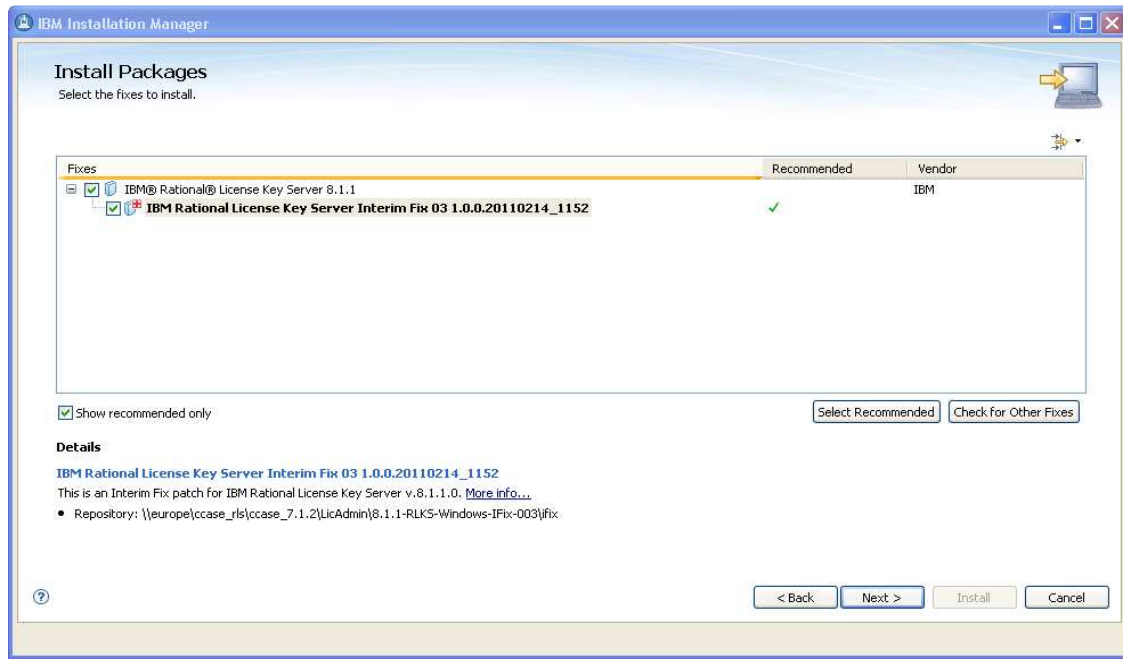 IBM Installation Manager
Install Packages
Select the fixes to install.
Fixes Recommended Vendor
IBM® Rational® License Key Server 8.1.1 IBM
IBM Rational License Key Server Interim Fix 03 1.0.0.20110214_1152
Show recommended only Select Recommended Check for Other Fixes
Details
IBM Rational License Key Server Interim Fix 03 1.0.0.20110214_1152
This is an Interim Fix patch for IBM Rational License Key Server v.8.1.1.0. More info...
• Repository: \\europe\ccase_rls\ccase_7.1.2\LicAdmin\8.1.1-RLKS-Windows-IFix-003\ifix
? < Back Next > Install Cancel